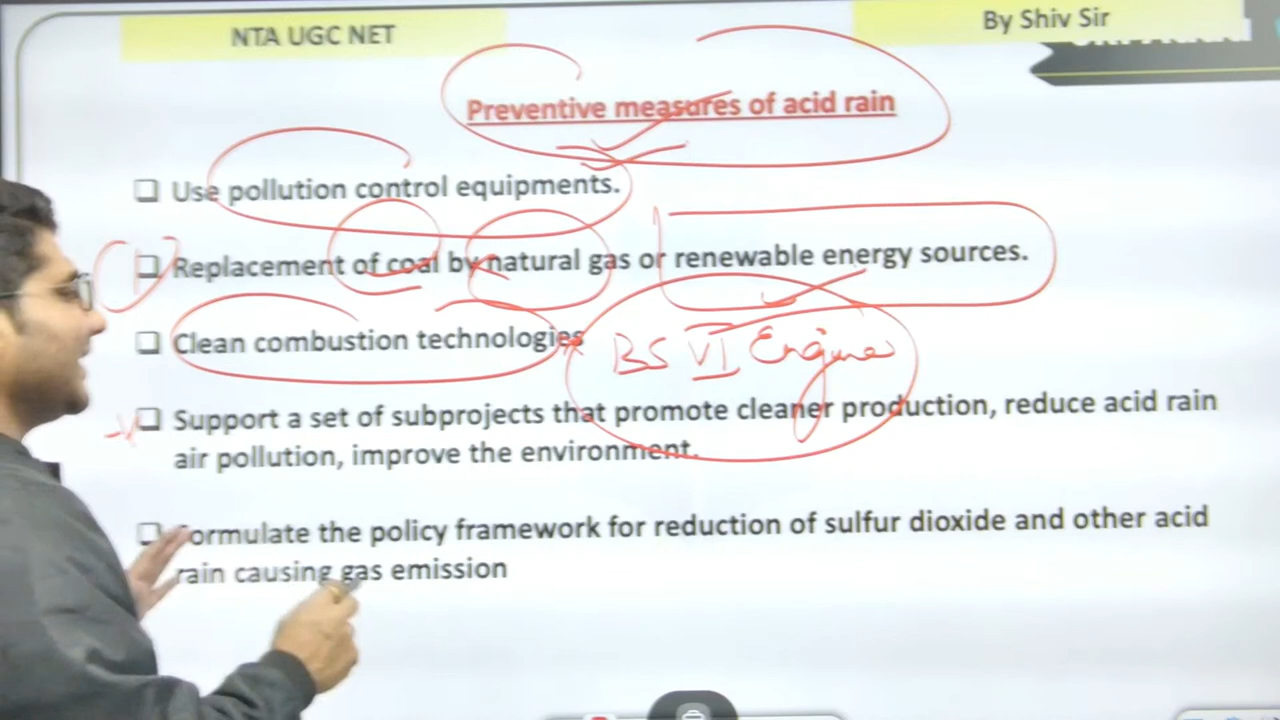 NTA UGC NET
By Shiv Sir
Preventive measures of acid rain
Use pollution control equipments.
Replacement of coal by natural gas or renewable energy sources.
Clean combustion technologies
BS VI Engine
Support a set of subprojects that promote cleaner production, reduce acid rain
air pollution, improve the environment.
Formulate the policy framework for reduction of sulfur dioxide and other acid
rain causing gas emission